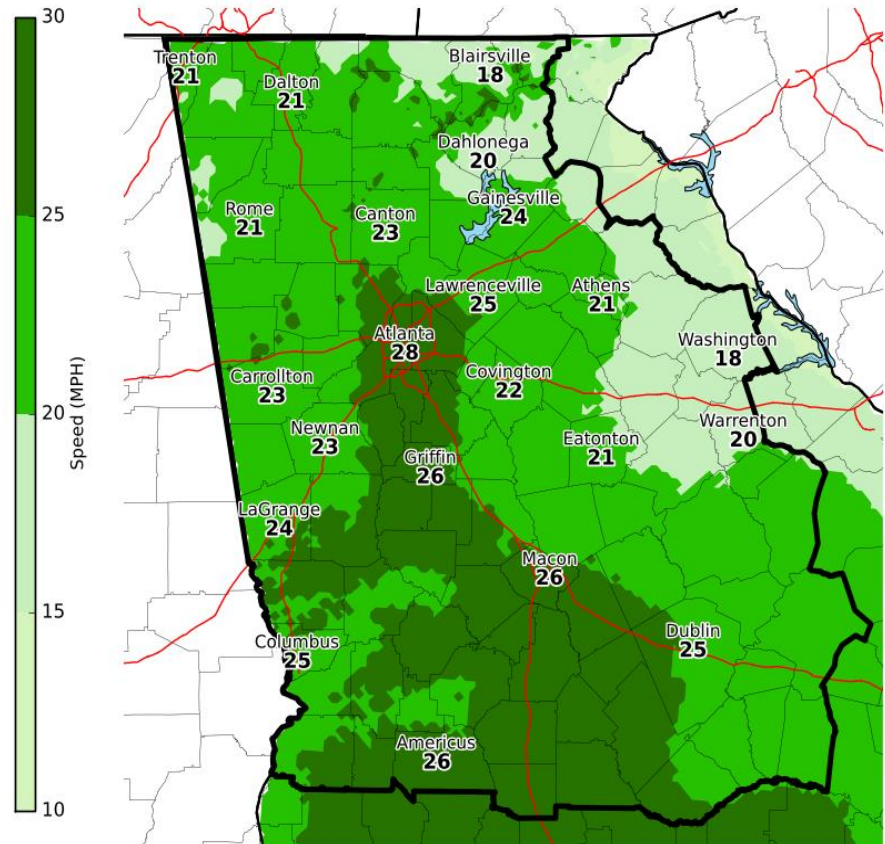 30
25
20
15
10
Speed (MPH)
Trenton
21
Dalton
21
Blairsville
18
Dahlonega
20
Gainesville
24
Rome
21
Canton
23
Lawrenceville
25
Athens
21
Atlanta
28
Washington
18
Carrollton
23
Covington
22
Newnan
23
Griffin
26
Eatonton
21
Warrenton
20
LaGrange
24
Macon
26
Columbus
25
Dublin
25
Americus
26